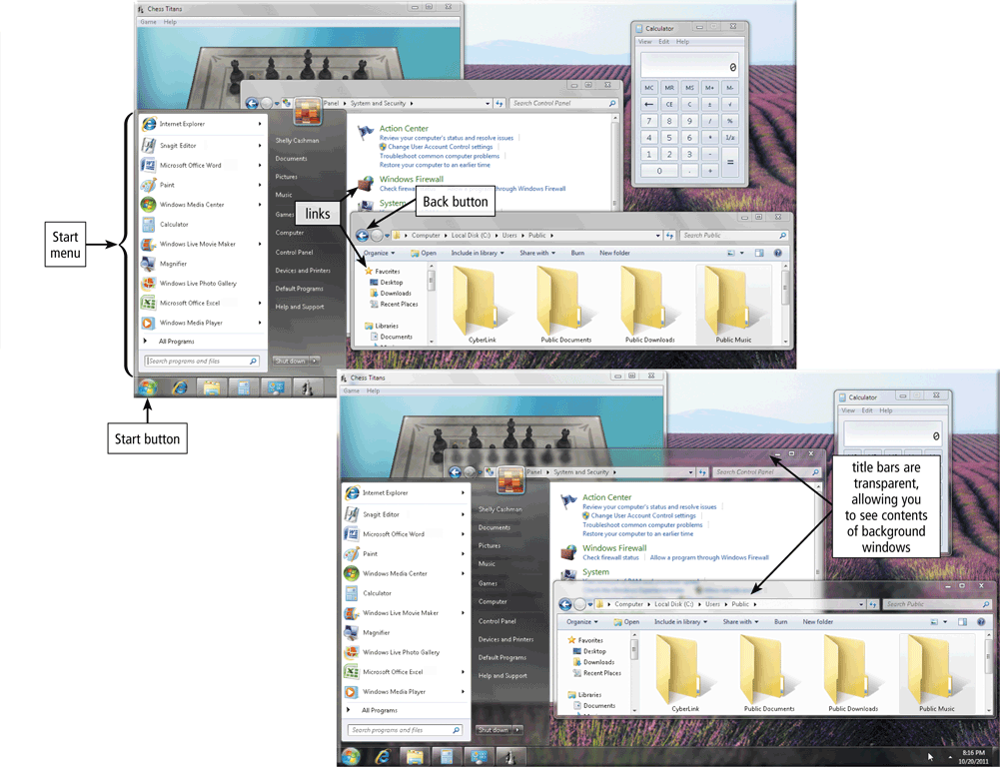 Chess Titans
Game Help
Calculator
View Edit Help
0
MC MR MS M+ M-
← CE C ± √
7 8 9 / %
4 5 6 * 1/x
1 2 3 - =
0 . +
Panel ▸ System and Security ▸
Search Control Panel
Action Center
Review your computer's status and resolve issues
Change User Account Control settings
Troubleshoot common computer problems
Restore your computer to an earlier time
Windows Firewall
Check firewall
a program through Windows Firewall
System
Back button
links
Start
menu
Internet Explorer
Snagit Editor
Microsoft Office Word
Paint
Windows Media Center
Calculator
Windows Live Movie Maker
Magnifier
Windows Live Photo Gallery
Microsoft Office Excel
Windows Media Player
All Programs
Search programs and files
Shelly Cashman
Documents
Pictures
Music
Games
Computer
Control Panel
Devices and Printers
Default Programs
Help and Support
Shut down
Computer ▸ Local Disk (C:) ▸ Users ▸ Public ▸
Search Public
Organize Open Include in library Share with Burn New folder
Favorites
Desktop
Downloads
Recent Places
Libraries
Documents
CyberLink
Public Documents
Public Downloads
Public Music
Start button
Chess Titans
Game Help
Calculator
View Edit Help
0
Panel ▸ System and Security ▸
Search Control Panel
title bars are
transparent,
allowing you
to see contents
of background
windows
Action Center
Review your computer's status and resolve issues
Change User Account Control settings
Troubleshoot common computer problems
Restore your computer to an earlier time
Windows Firewall
Check firewall status Allow a program through Windows Firewall
System
Internet Explorer
Snagit Editor
Microsoft Office Word
Paint
Windows Media Center
Calculator
Windows Live Movie Maker
Magnifier
Windows Live Photo Gallery
Microsoft Office Excel
Windows Media Player
All Programs
Search programs and files
Shelly Cashman
Documents
Pictures
Music
Games
Computer
Control Panel
Devices and Printers
Default Programs
Help and Support
Shut down
Computer ▸ Local Disk (C:) ▸ Users ▸ Public ▸
Search Public
Organize Open Include in library Share with Burn New folder
Favorites
Desktop
Downloads
Recent Places
Libraries
Documents
CyberLink
Public Documents
Public Downloads
Public Music
8:16 PM
10/20/2011